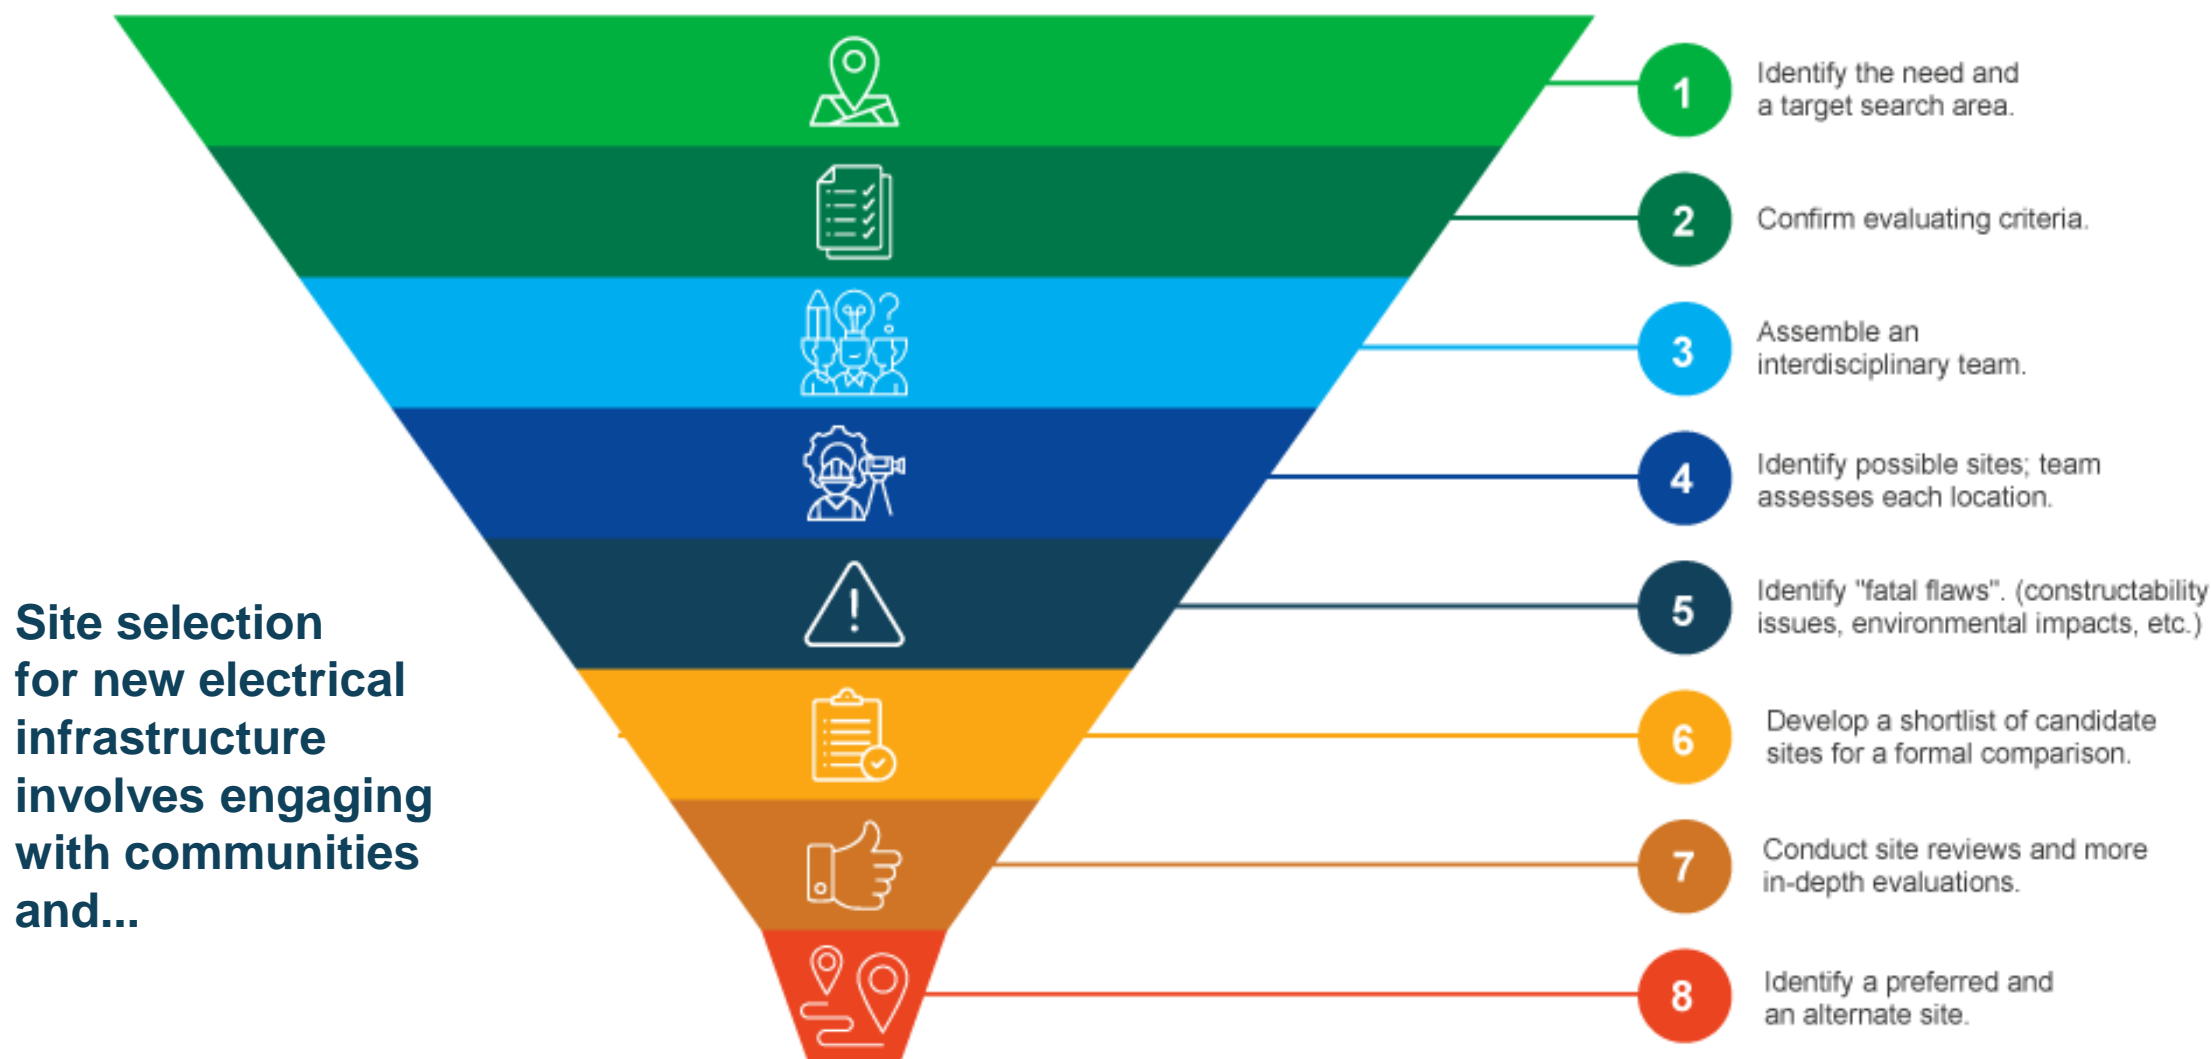 1
Identify the need and
a target search area.
2
Confirm evaluating criteria.
3
Assemble an
interdisciplinary team.
4
Identify possible sites; team
assesses each location.
5
Identify "fatal flaws". (constructability
issues, environmental impacts, etc.)
6
Develop a shortlist of candidate
sites for a formal comparison.
7
Conduct site reviews and more
in-depth evaluations.
8
Identify a preferred and
an alternate site.
Site selection
for new electrical
infrastructure
involves engaging
with communities
and...